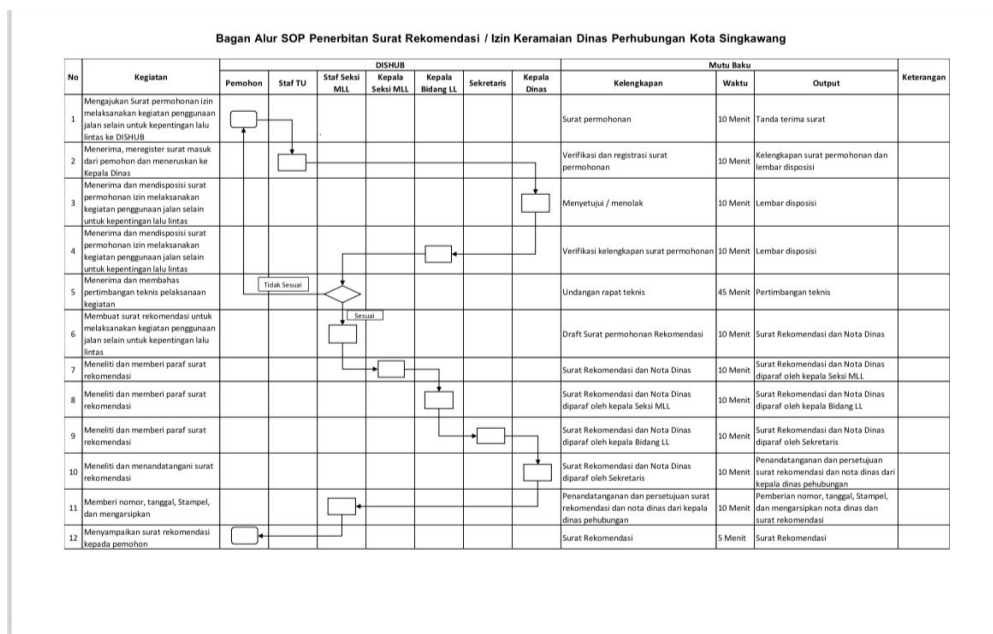 Bagan Alur SOP Penerbitan Surat Rekomendasi / Izin Keramaian Dinas Perhubungan Kota Singkawang
No
Kegiatan
DISHUB
Mutu Baku
Keterangan
Pemohon
Staf TU
Staf Seksi
MLL
Kepala
Seksi MLL
Kepala
Bidang LL
Sekretaris
Kepala
Dinas
Kelengkapan
Waktu
Output
1
Mengajukan Surat permohonan izin
melaksanakan kegiatan penggunaan
jalan selain untuk kepentingan lalu
lintas ke DISHUB
Surat permohonan
10 Menit
Tanda terima surat
2
Menerima, meregister surat masuk
dari pemohon dan meneruskan ke
Kepala Dinas
Verifikasi dan registrasi surat
permohonan
10 Menit
Kelengkapan surat permohonan dan
lembar disposisi
3
Menerima dan mendisposisi surat
permohonan izin melaksanakan
kegiatan penggunaan jalan selain
untuk kepentingan lalu lintas
Menyetujui / menolak
10 Menit
Lembar disposisi
4
Menerima dan mendisposisi surat
permohonan izin melaksanakan
kegiatan penggunaan jalan selain
untuk kepentingan lalu lintas
Verifikasi kelengkapan surat permohonan
10 Menit
Lembar disposisi
5
Menerima dan membahas
pertimbangan teknis pelaksanaan
kegiatan
Tidak Sesuai
Undangan rapat teknis
45 Menit
Pertimbangan teknis
Sesuai
6
Membuat surat rekomendasi untuk
melaksanakan kegiatan penggunaan
jalan selain untuk kepentingan lalu
lintas
Draft Surat permohonan Rekomendasi
10 Menit
Surat Rekomendasi dan Nota Dinas
7
Meneliti dan memberi paraf surat
rekomendasi
Surat Rekomendasi dan Nota Dinas
10 Menit
Surat Rekomendasi dan Nota Dinas
diparaf oleh kepala Seksi MLL
8
Meneliti dan memberi paraf surat
rekomendasi
Surat Rekomendasi dan Nota Dinas
diparaf oleh kepala Seksi MLL
10 Menit
Surat Rekomendasi dan Nota Dinas
diparaf oleh kepala Bidang LL
9
Meneliti dan memberi paraf surat
rekomendasi
Surat Rekomendasi dan Nota Dinas
diparaf oleh kepala Bidang LL
10 Menit
Surat Rekomendasi dan Nota Dinas
diparaf oleh Sekretaris
10
Meneliti dan menandatangani surat
rekomendasi
Surat Rekomendasi dan Nota Dinas
diparaf oleh Sekretaris
10 Menit
Penandatanganan dan persetujuan
surat rekomendasi dan nota dinas dari
kepala dinas pehubungan
11
Memberi nomor, tanggal, Stampel,
dan mengarsipkan
Penandatanganan dan persetujuan surat
rekomendasi dan nota dinas dari kepala
dinas pehubungan
10 Menit
Pemberian nomor, tanggal, Stampel,
dan mengarsipkan nota dinas dan
surat rekomendasi
12
Menyampaikan surat rekomendasi
kepada pemohon
Surat Rekomendasi
5 Menit
Surat Rekomendasi